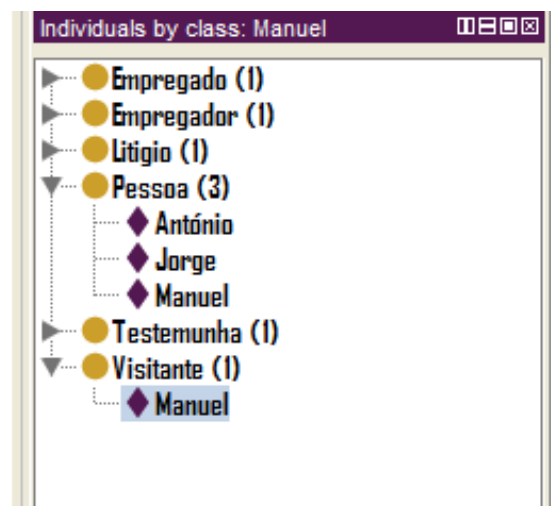 Individuals by class: Manuel
Empregado (1)
Empregador (1)
Litigio (1)
Pessoa (3)
António
Jorge
Manuel
Testemunha (1)
Visitante (1)
Manuel